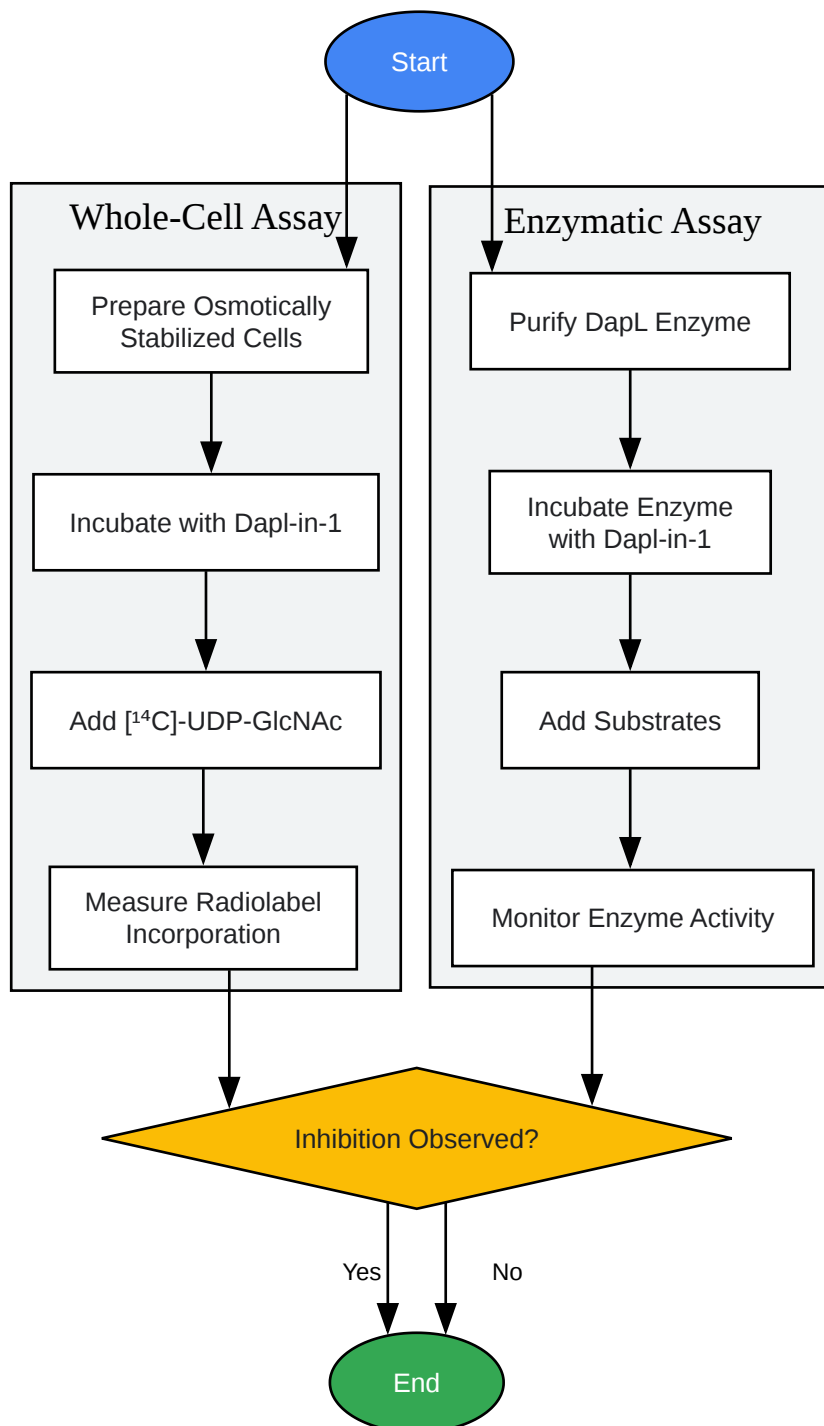 Start
Whole-Cell Assay
Prepare Osmotically
Stabilized Cells
Incubate with Dapl-in-1
Add [¹⁴C]-UDP-GlcNAc
Measure Radiolabel
Incorporation
Enzymatic Assay
Purify DapL Enzyme
Incubate Enzyme
with Dapl-in-1
Add Substrates
Monitor Enzyme Activity
Inhibition Observed?
Yes
No
End